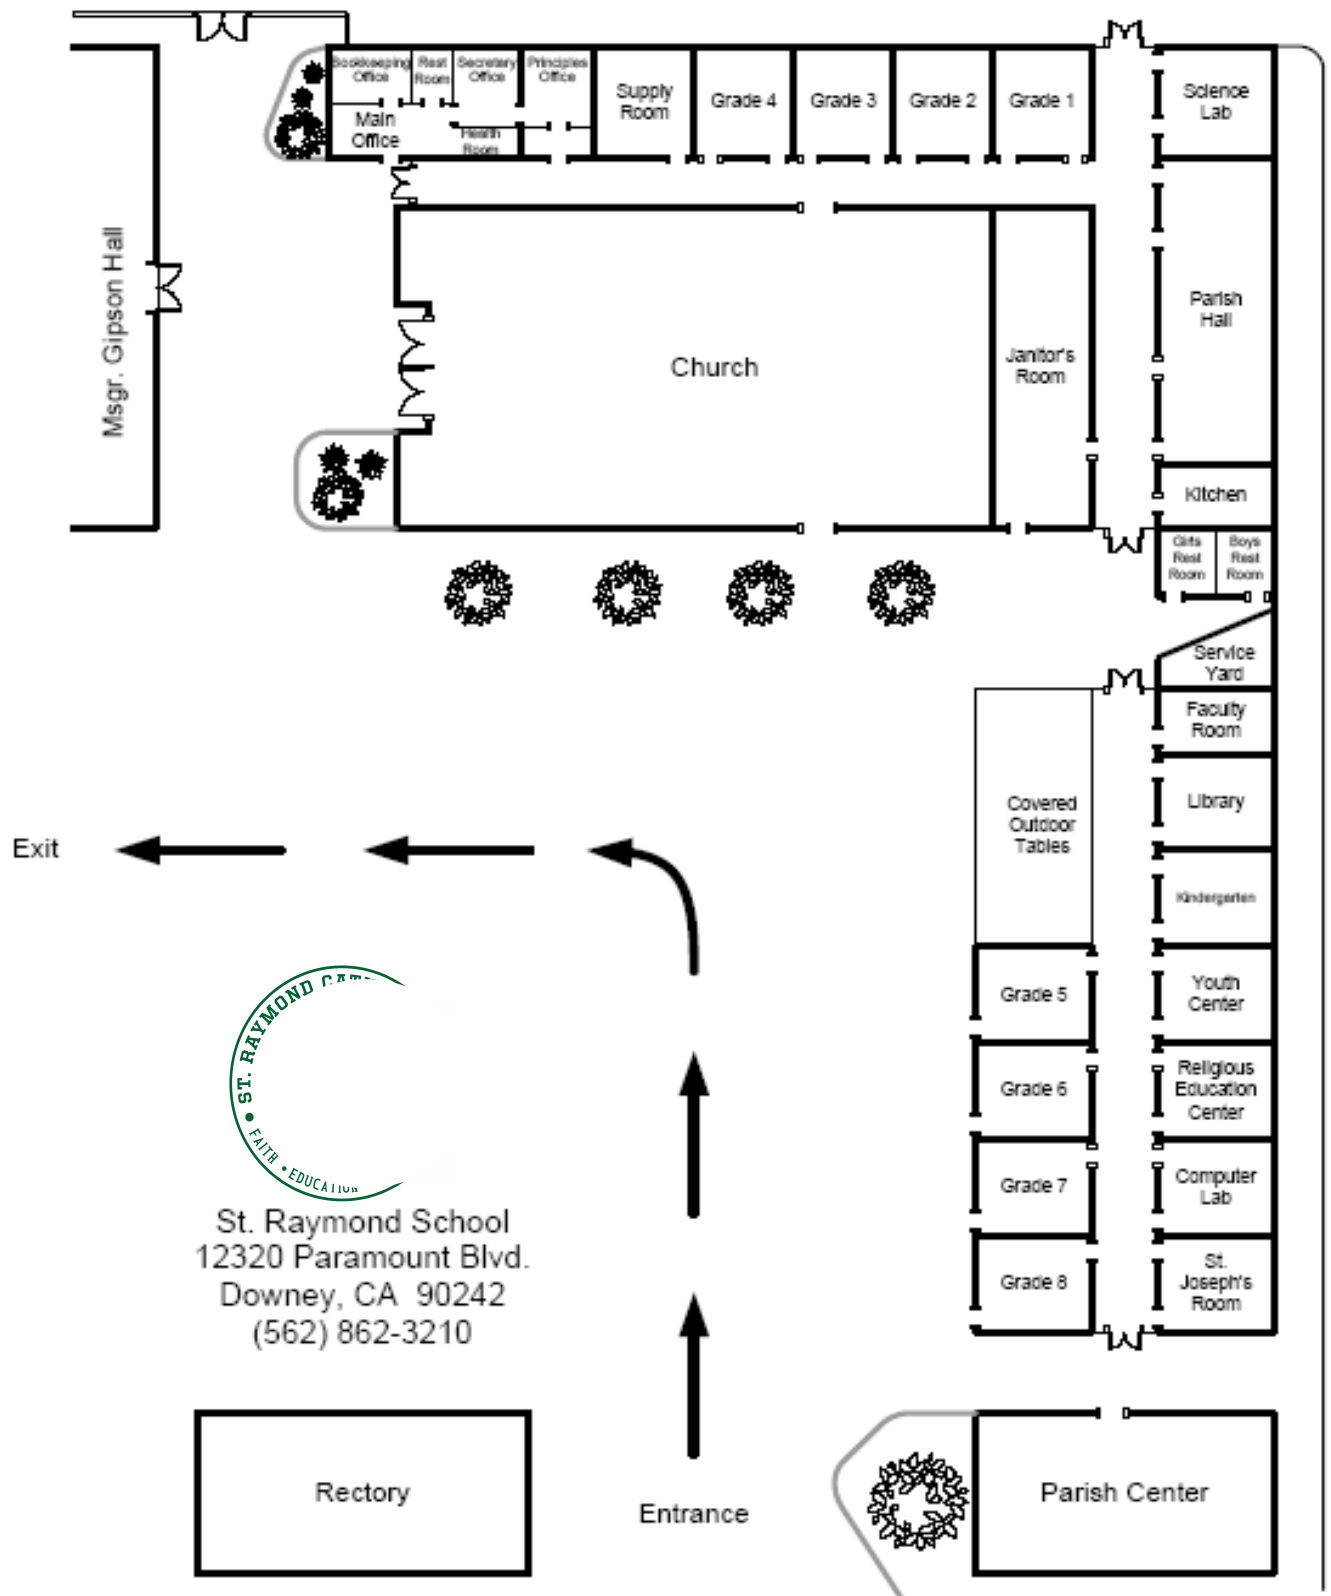 Bookkeeping
Office
Rest
Room
Secretary
Office
Principles
Office
Main
Office
Health
Room
Supply
Room
Grade 4
Grade 3
Grade 2
Grade 1
Science
Lab
Msgr. Gipson Hall
Church
Janitor's
Room
Parish
Hall
Kitchen
Girls
Rest
Room
Boys
Rest
Room
Service
Yard
Faculty
Room
Library
Covered
Outdoor
Tables
Kindergarten
Exit
Grade 5
Youth
Center
Grade 6
Religious
Education
Center
Grade 7
Computer
Lab
Grade 8
St.
Joseph's
Room
ST. RAYMOND
FAITH • EDUCATION
St. Raymond School
12320 Paramount Blvd.
Downey, CA 90242
(562) 862-3210
Rectory
Entrance
Parish Center